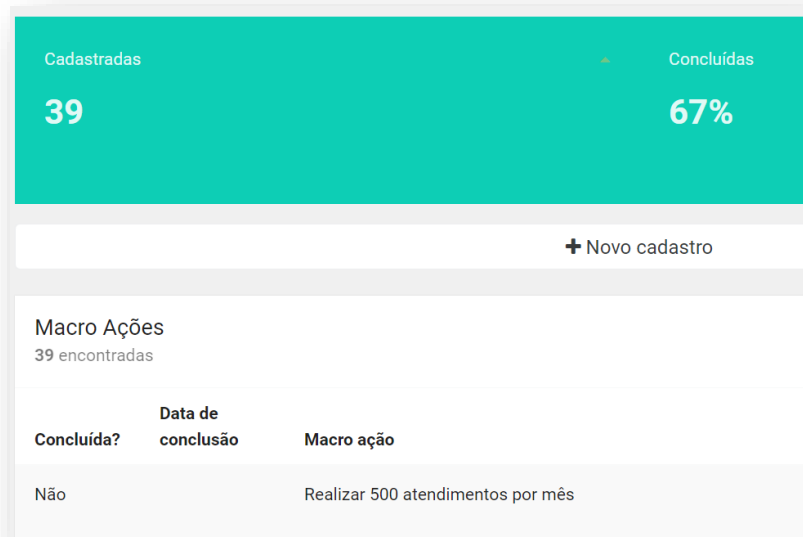 Cadastradas
Concluídas
39
67%
Novo cadastro
Macro Ações
39 encontradas
Concluída?
Data de
conclusão
Macro ação
Não
Realizar 500 atendimentos por mês